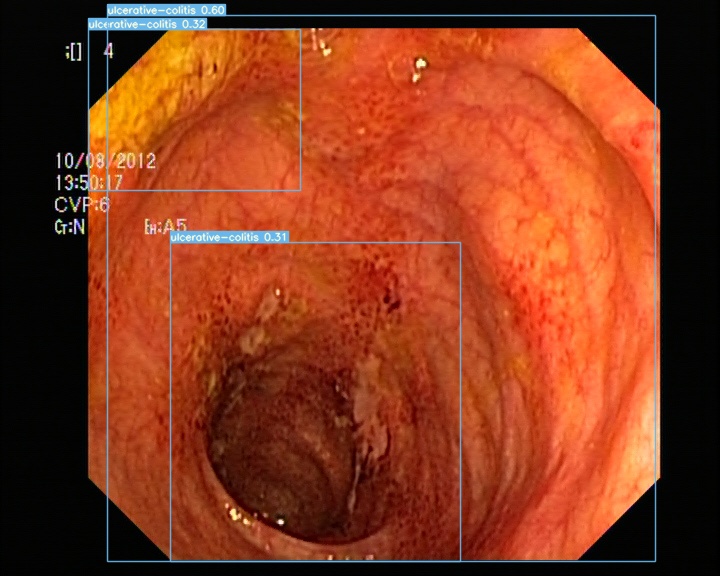 ulcerative-colitis 0.60
ulcerative-colitis 0.32
:[] 4
10/08/2012
13:50:17
CVP:6
G:N
Eh:A5
ulcerative-colitis 0.31